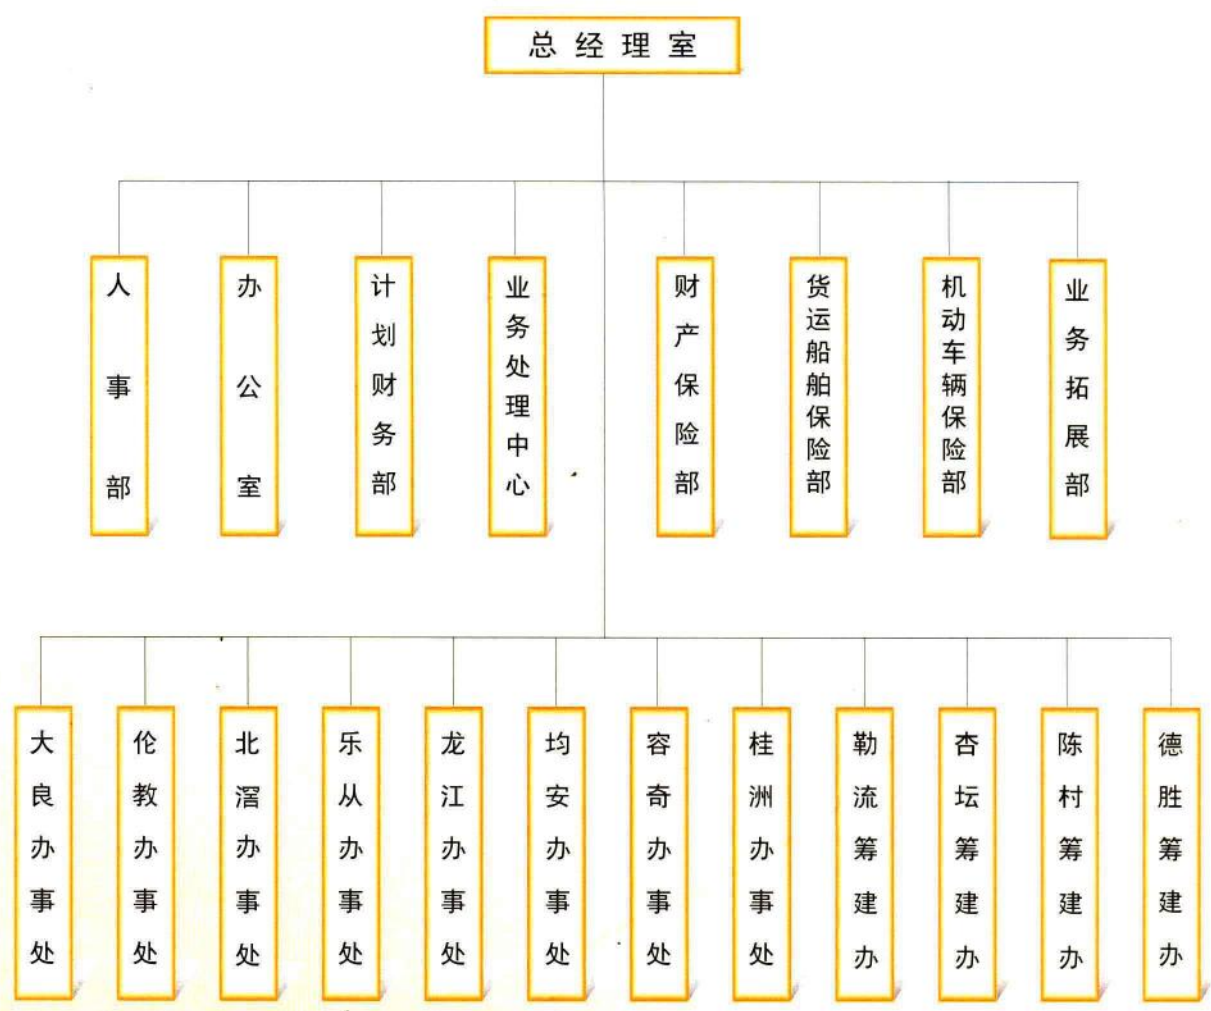 总经理室
人事部
办公室
计划财务部
业务处理中心
财产保险部
货运船舶保险部
机动车辆保险部
业务拓展部
大良办事处
伦教办事处
北滘办事处
乐从办事处
龙江办事处
均安办事处
容奇办事处
桂洲办事处
勒流筹建办
杏坛筹建办
陈村筹建办
德胜筹建办